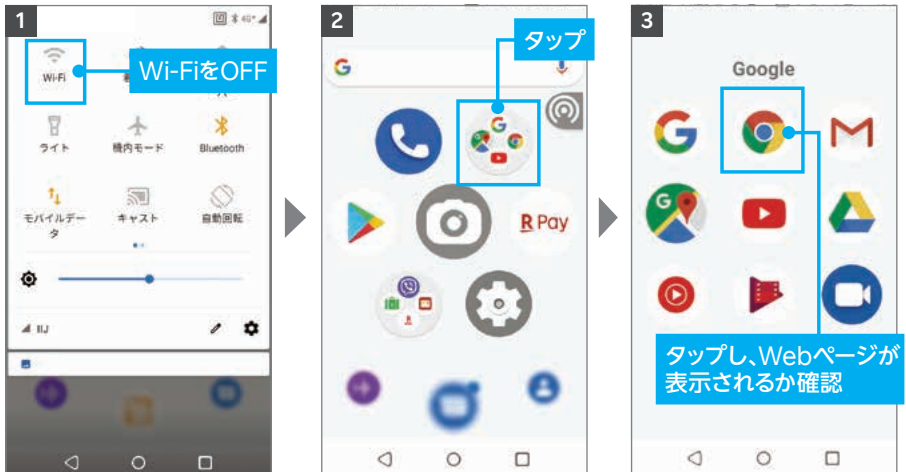 1
4G+
Wi-Fi
Wi-FiをOFF
ライト
機内モード
Bluetooth
モバイルデー
タ
キャスト
自動回転
IIJ
2
タップ
G
R Pay
3
Google
G
M
G
タップし、Webページが
表示されるか確認